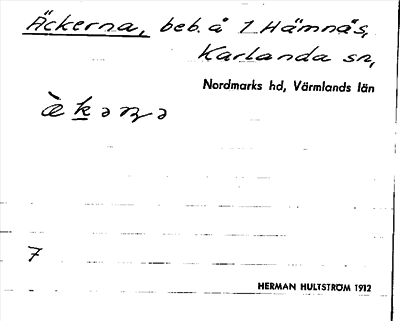 Äckerna, beb. å 1 Hämnäs,
Karlanda sn,
Nordmarks hd, Värmlands län
7
HERMAN HULTSTRÖM 1912